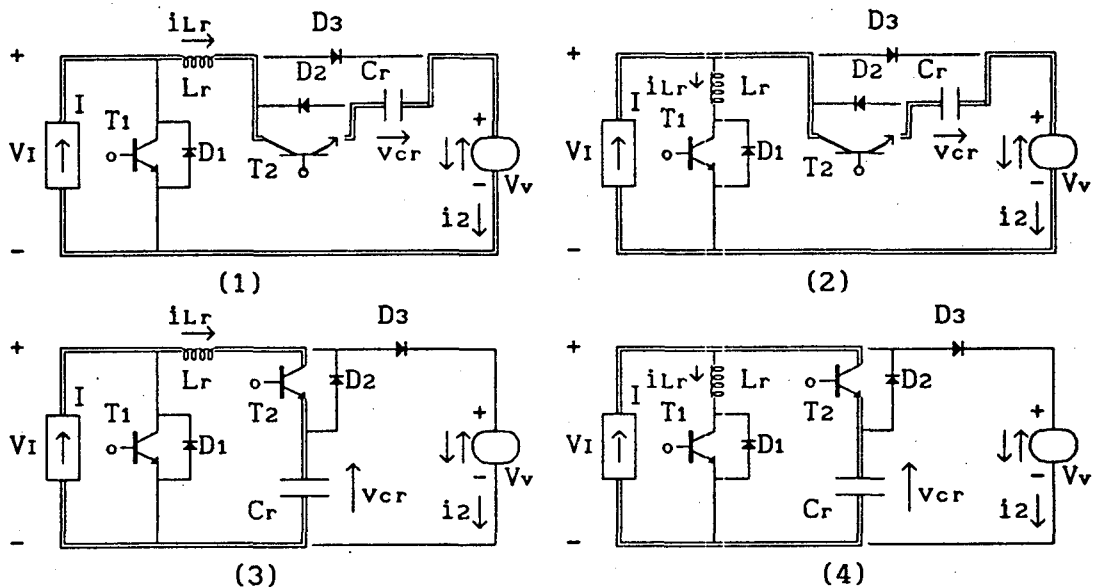 iLr
D3
+
D2
Cr
Lr
I
T1
+
VI
D1
T2
vcr
−
Vv
i2
−
(1)
D3
+
D2
Cr
iLr
Lr
I
T1
+
VI
D1
T2
vcr
−
Vv
i2
−
(2)
iLr
D3
+
Lr
D2
I
T1
T2
+
VI
D1
vcr
−
Vv
Cr
i2
−
(3)
D3
+
iLr
Lr
D2
I
T1
T2
+
VI
D1
vcr
−
Vv
Cr
i2
−
(4)